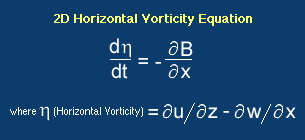 2D Horizontal Vorticity Equation
dη/dt = - ∂B/∂x
where η (Horizontal Vorticity) = ∂u/∂z - ∂w/∂x